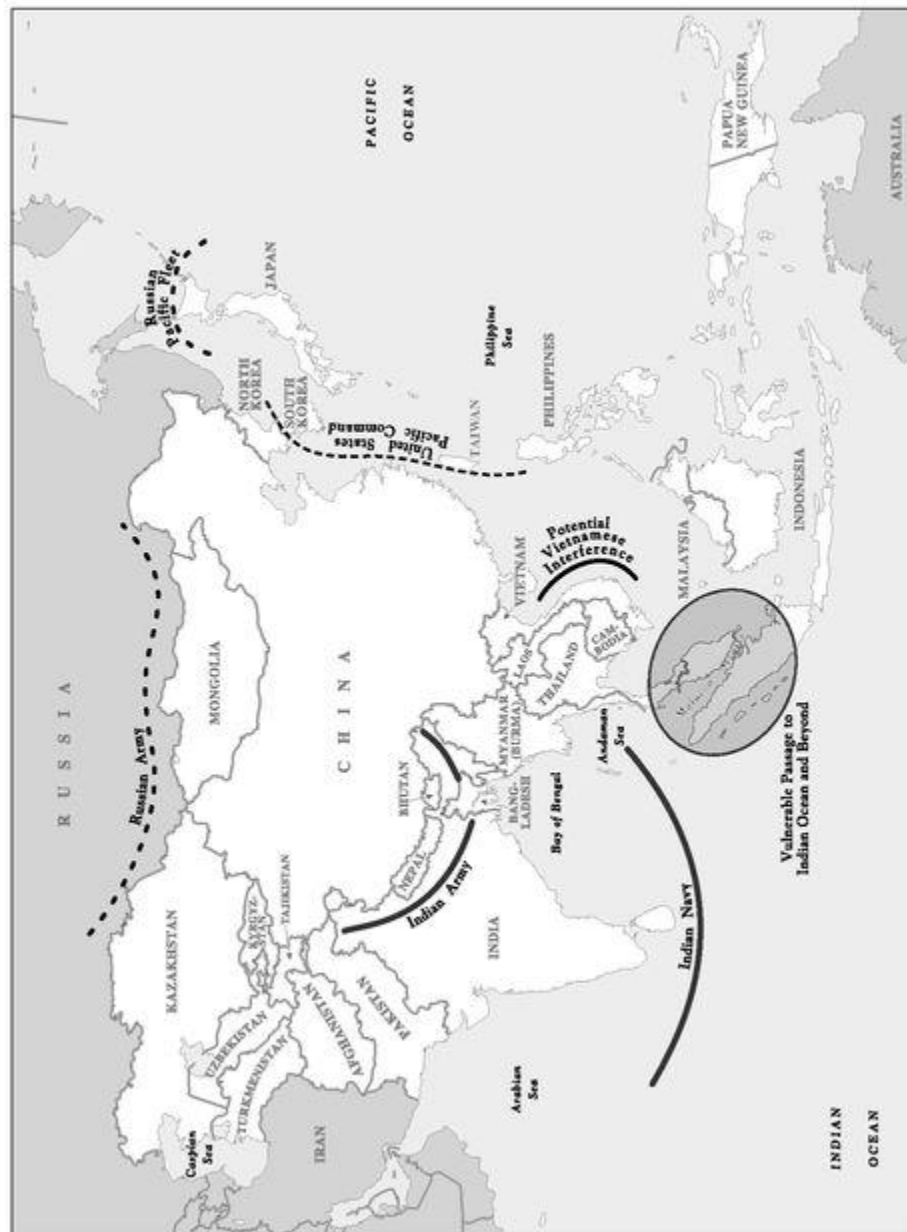 RUSSIA
Russian Army
Russian
Pacific Fleet
KAZAKHSTAN
MONGOLIA
Caspian
Sea
UZBEKISTAN
TURKMENISTAN
KYRGYZ-
STAN
TAJIKISTAN
NORTH
KOREA
SOUTH
KOREA
JAPAN
PACIFIC
OCEAN
CHINA
United States
Pacific Command
IRAN
AFGHANISTAN
PAKISTAN
Indian Army
NEPAL
BHUTAN
BANG-
LADESH
INDIA
MYANMAR
(BURMA)
LAOS
VIETNAM
THAILAND
CAM-
BODIA
TAIWAN
Philippine
Sea
PHILIPPINES
Potential
Vietnamese
Interference
Arabian
Sea
Bay of Bengal
Andaman
Sea
Indian Navy
MALAYSIA
INDONESIA
PAPUA
NEW GUINEA
Vulnerable Passage to
Indian Ocean and Beyond
INDIAN
OCEAN
AUSTRALIA